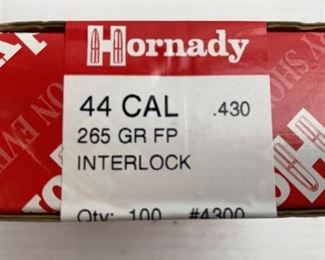 Hornady
44 CAL .430
265 GR FP
INTERLOCK
Qty: 100 #4300